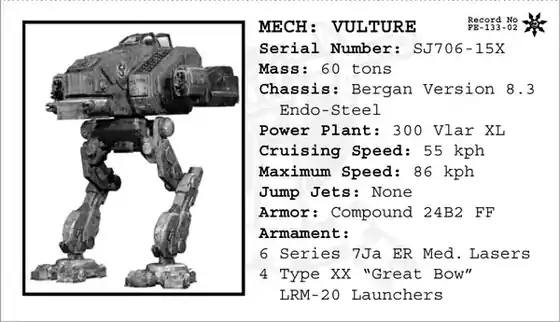 MECH: VULTURE
Record No
FE-133-02
Serial Number: SJ706-15X
Mass: 60 tons
Chassis: Bergan Version 8.3
Endo-Steel
Power Plant: 300 Vlar XL
Cruising Speed: 55 kph
Maximum Speed: 86 kph
Jump Jets: None
Armor: Compound 24B2 FF
Armament:
6 Series 7Ja ER Med. Lasers
4 Type XX “Great Bow”
LRM-20 Launchers